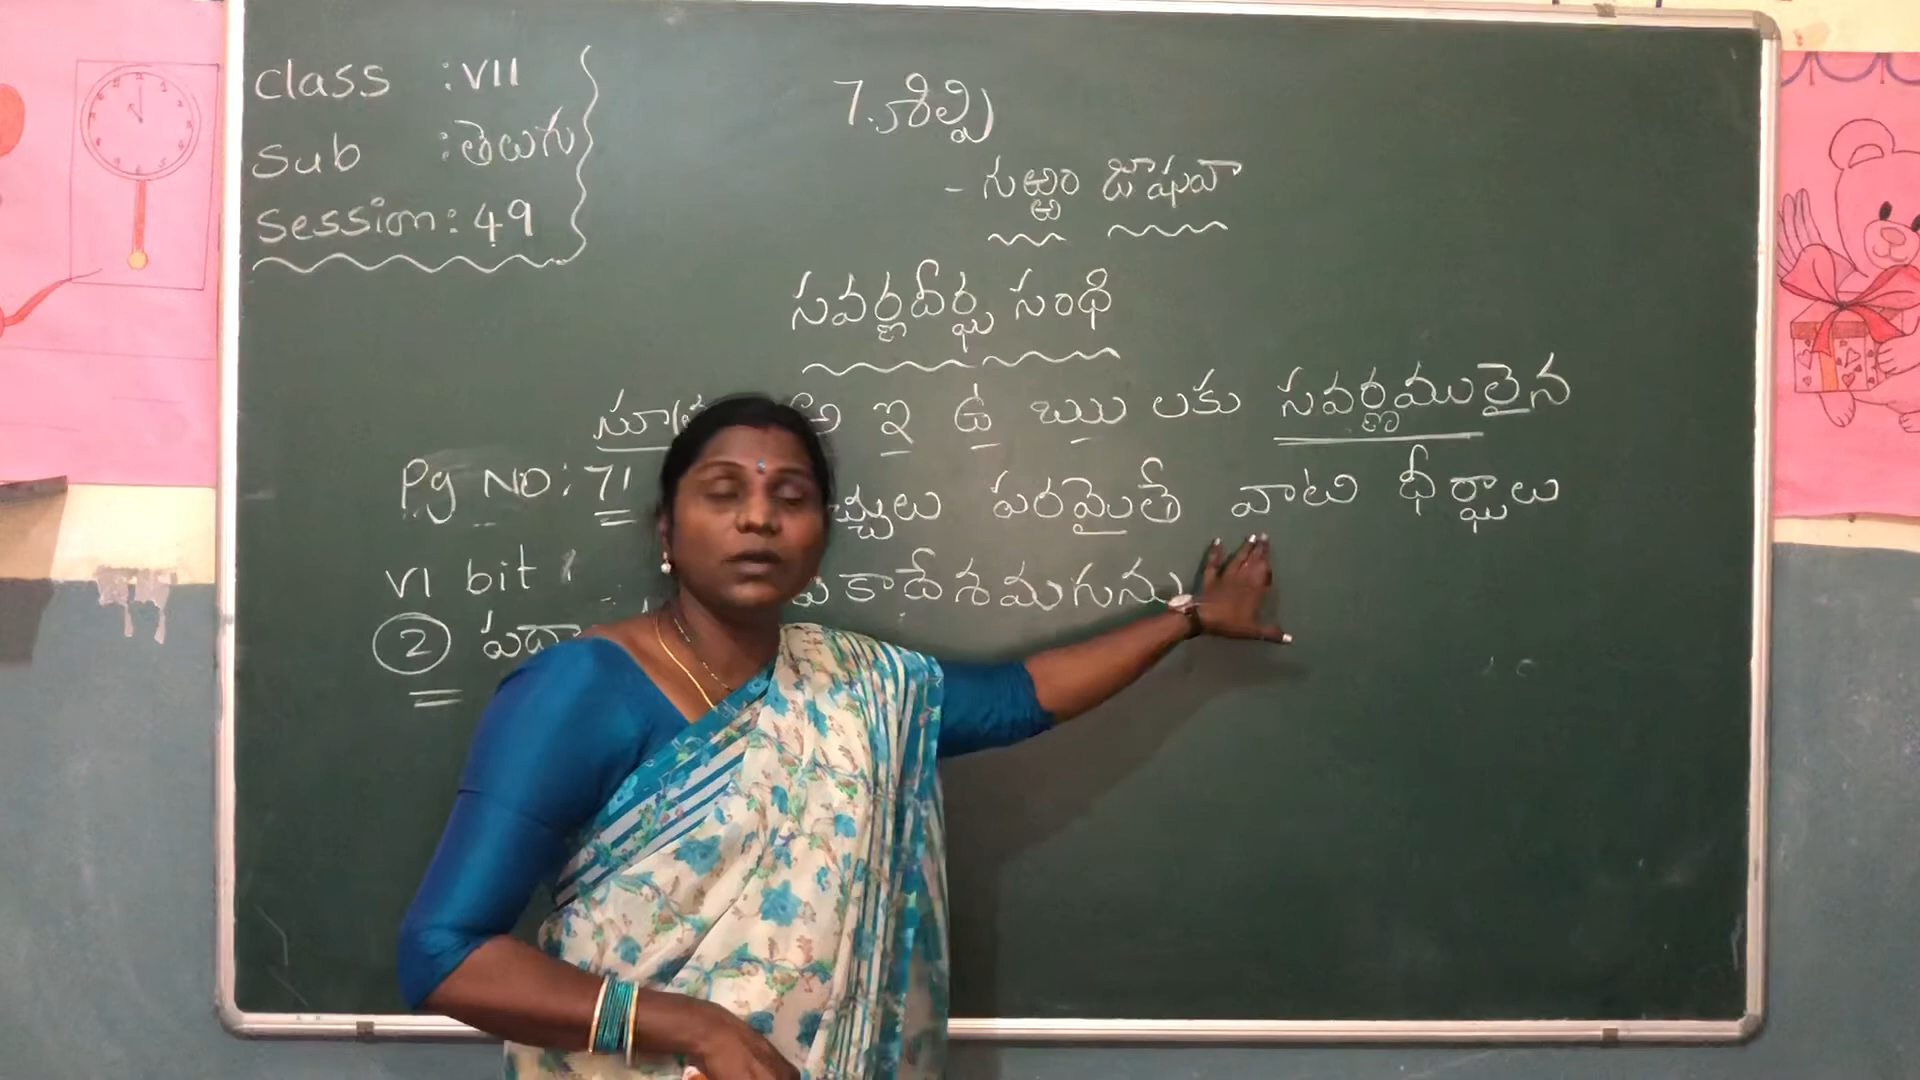 class : VII
Sub : తెలుగు
Session : 49
7. శిల్పి
- గుఱ్ఱం జాషువా
సవర్ణదీర్ఘ సంధి
అ ఇ ఉ ఋ లకు సవర్ణములైన
Pg NO: 71 పరమైతే వాటి ధీర్ఘాలు
VI bit ఏకాదేశమగును
2